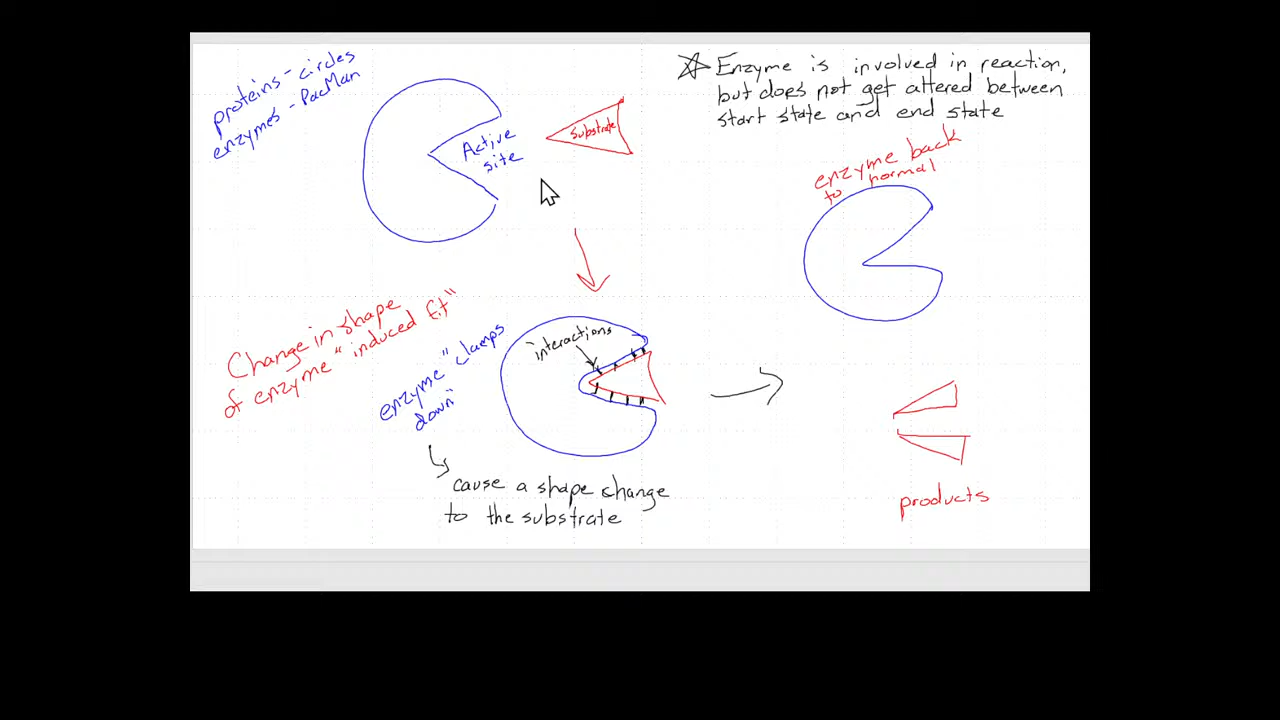 proteins - circles
enzymes - PacMan
Active
site
Substrate
Enzyme is involved in reaction,
but does not get altered between
start state and end state
enzyme back
to normal
Change in shape
of enzyme "induced fit"
enzyme "clamps
down"
interactions
cause a shape change
to the substrate
products